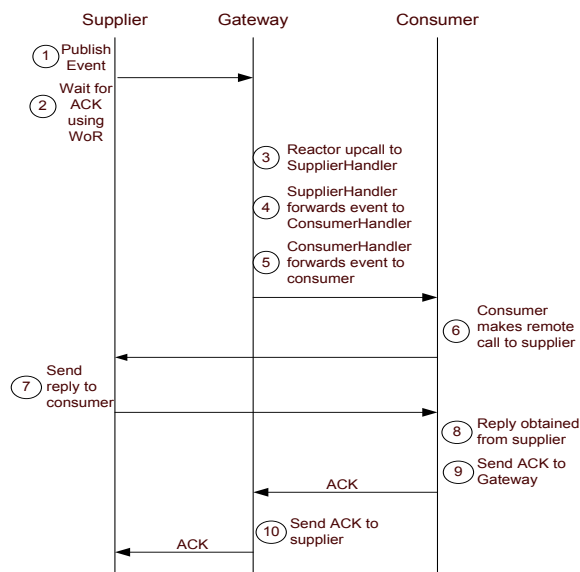 Supplier Gateway Consumer
1 Publish
Event
2 Wait for
ACK
using
WoR
3 Reactor upcall to
SupplierHandler
4 SupplierHandler
forwards event to
ConsumerHandler
5 ConsumerHandler
forwards event to
consumer
6 Consumer
makes remote
call to supplier
7 Send
reply to
consumer
8 Reply obtained
from supplier
9 Send ACK to
Gateway
ACK
10 Send ACK to
supplier
ACK